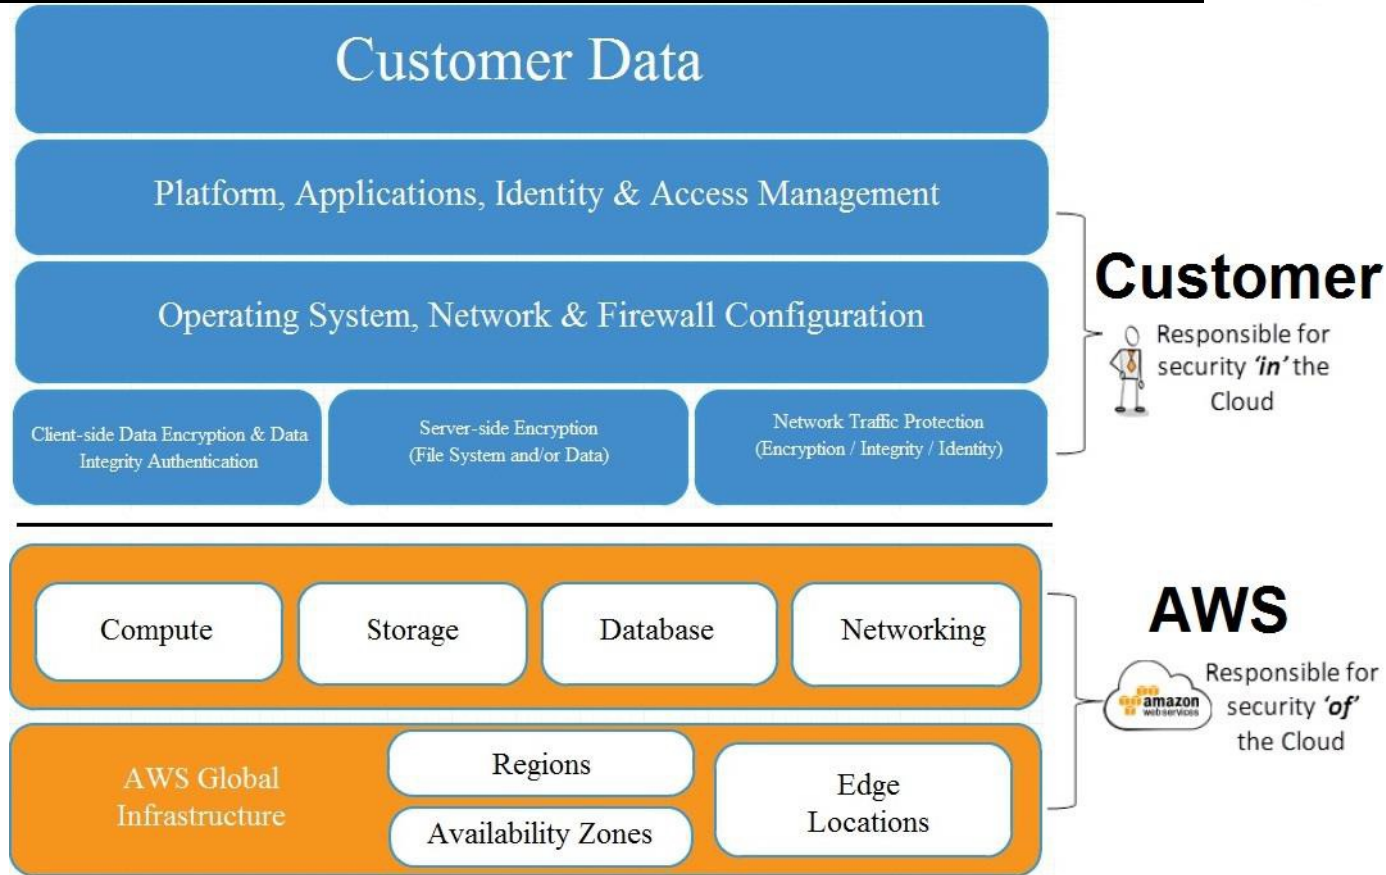 Customer Data
Platform, Applications, Identity & Access Management
Operating System, Network & Firewall Configuration
Client-side Data Encryption & Data
Integrity Authentication
Server-side Encryption
(File System and/or Data)
Network Traffic Protection
(Encryption / Integrity / Identity)
Customer
Responsible for
security 'in' the
Cloud
Compute
Storage
Database
Networking
AWS Global
Infrastructure
Regions
Availability Zones
Edge
Locations
AWS
amazon
webservices
Responsible for
security 'of'
the Cloud